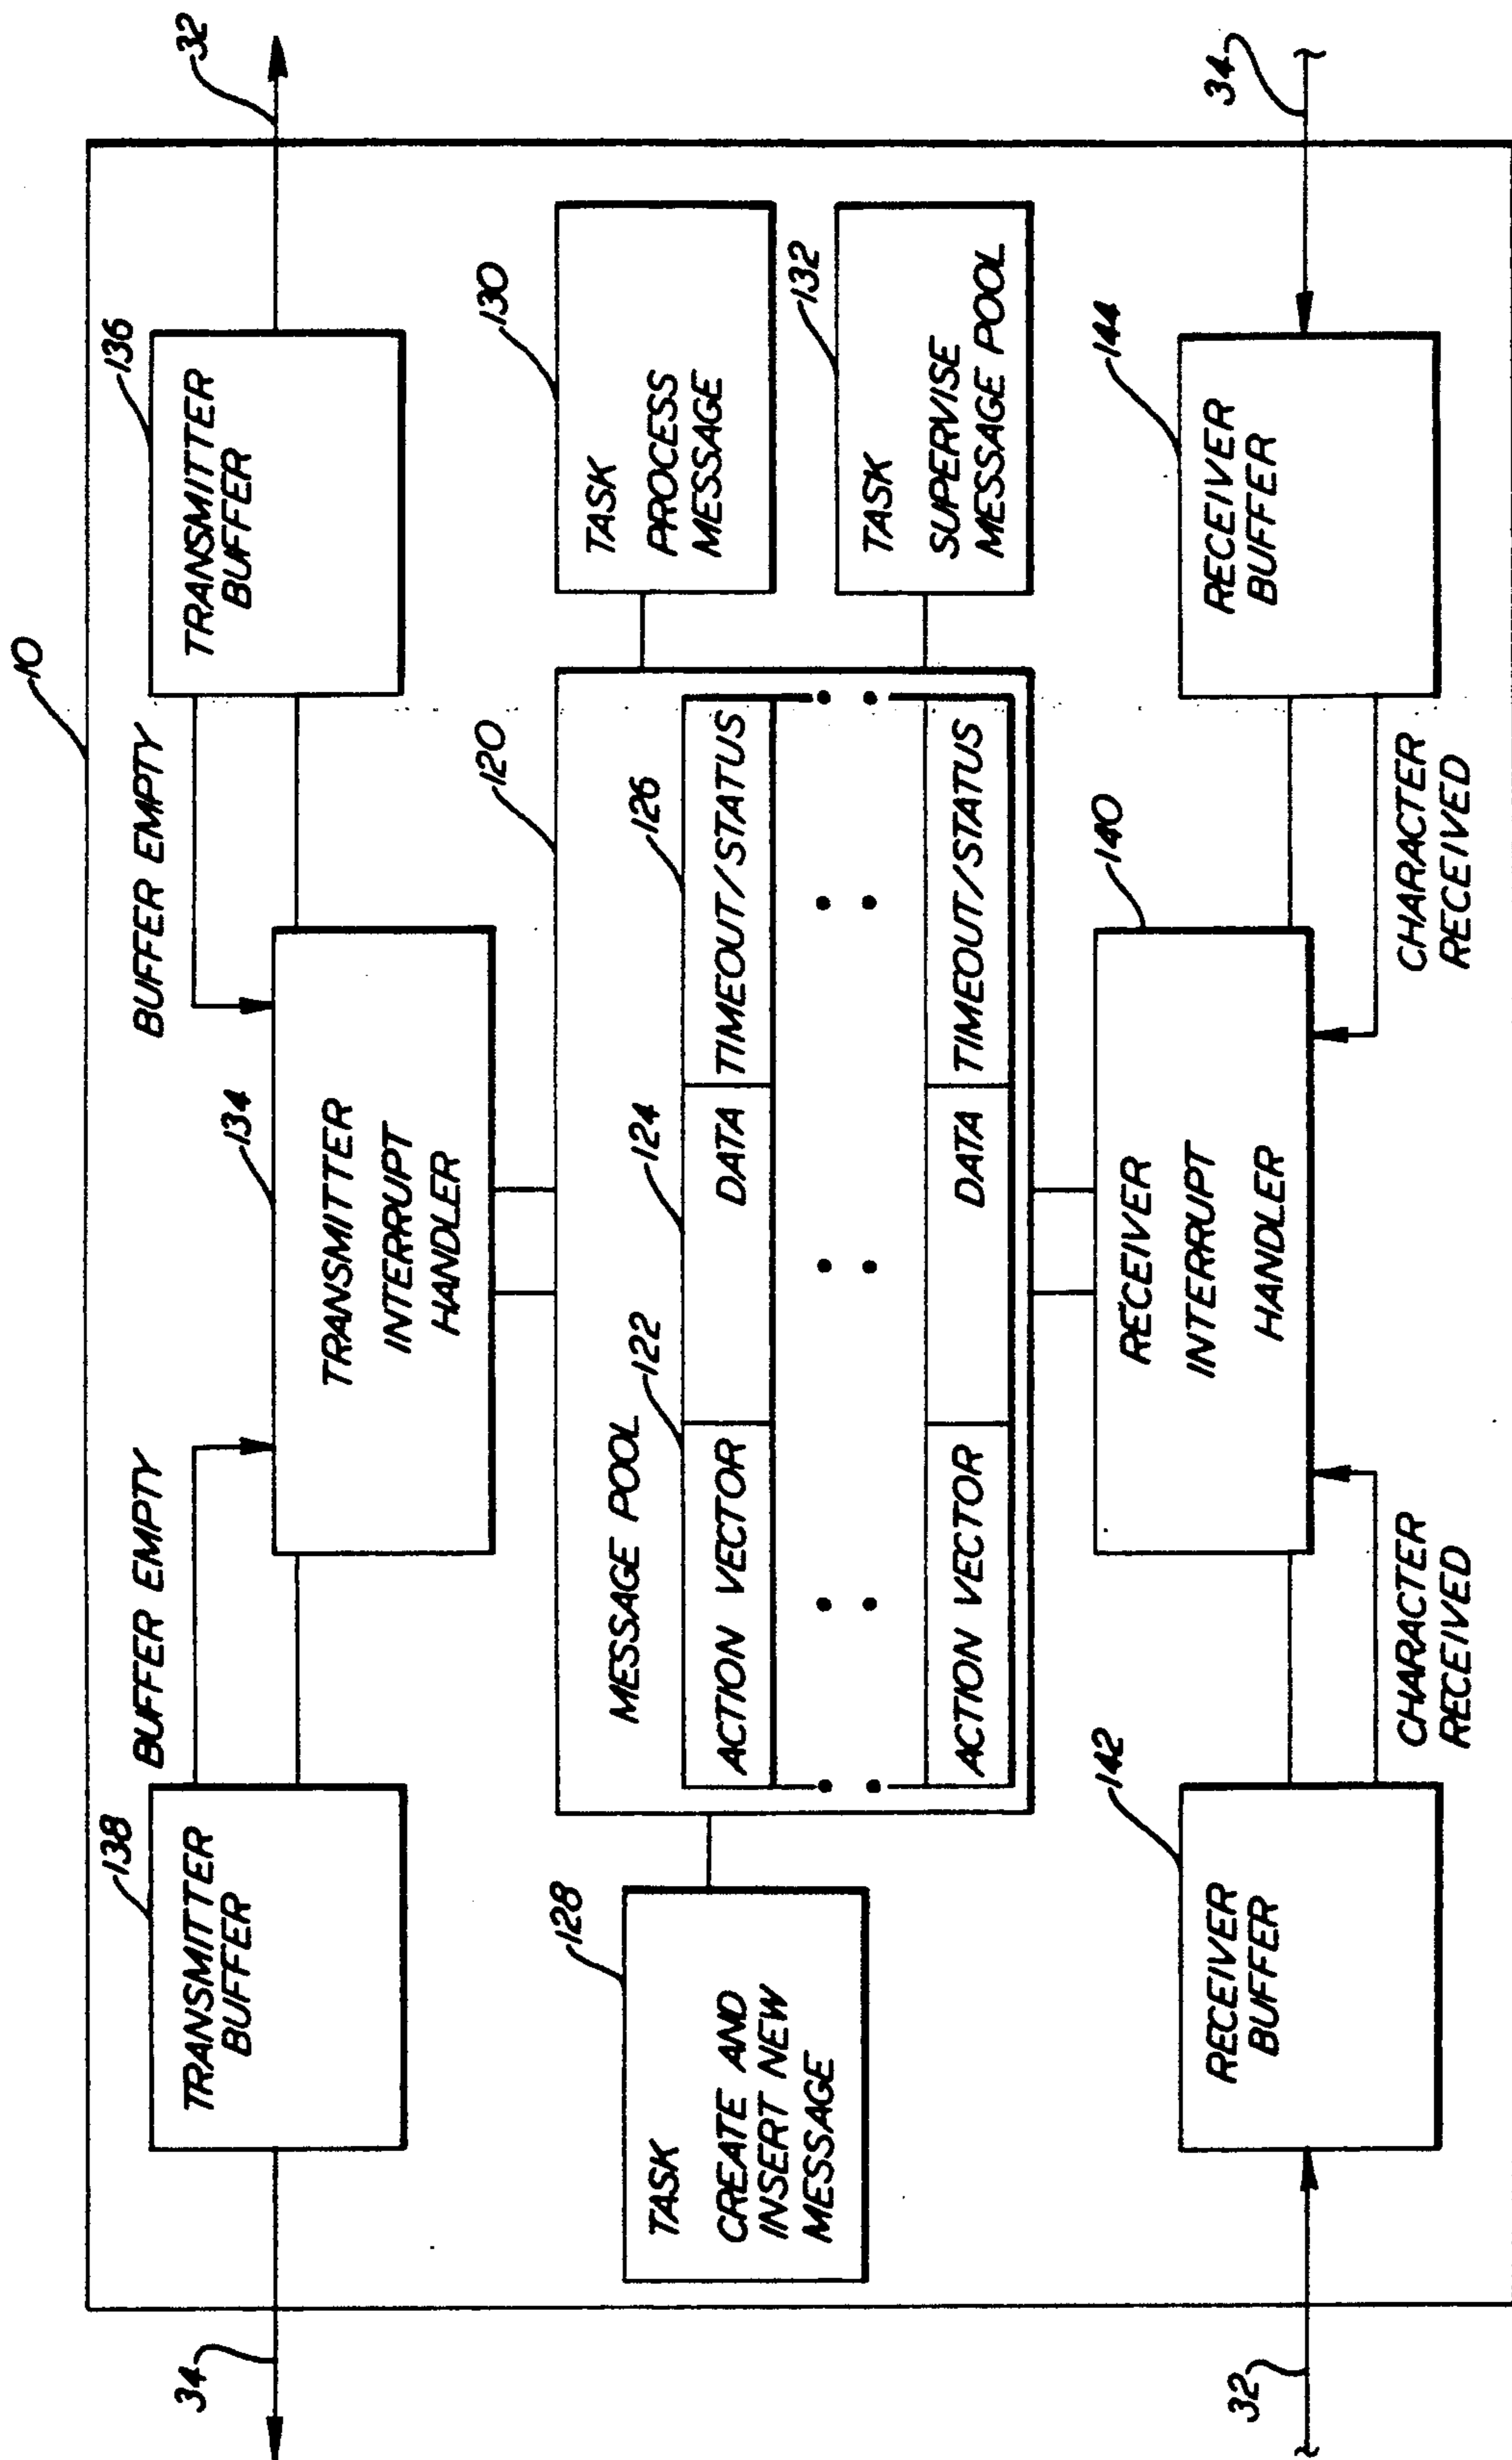 10
34
32
138
TRANSMITTER
BUFFER
BUFFER EMPTY
134
TRANSMITTER
INTERRUPT
HANDLER
BUFFER EMPTY
136
TRANSMITTER
BUFFER
128
TASK
CREATE AND
INSERT NEW
MESSAGE
120
MESSAGE POOL
122
124
126
ACTION VECTOR
DATA
TIMEOUT/STATUS
ACTION VECTOR
DATA
TIMEOUT/STATUS
130
TASK
PROCESS
MESSAGE
132
TASK
SUPERVISE
MESSAGE POOL
32
142
RECEIVER
BUFFER
CHARACTER
RECEIVED
140
RECEIVER
INTERRUPT
HANDLER
CHARACTER
RECEIVED
144
RECEIVER
BUFFER
34